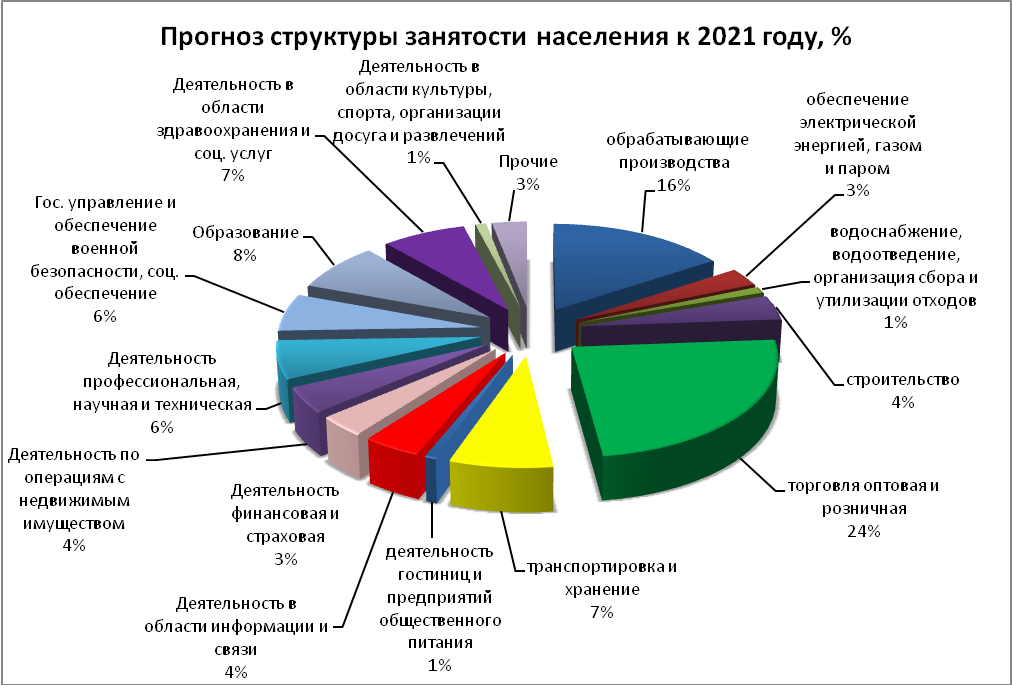 Прогноз структуры занятости населения к 2021 году, %
Деятельность в
области культуры,
спорта, организации
досуга и развлечений
1%
Прочие
3%
обрабатывающие
производства
16%
обеспечение
электрической
энергией, газом
и паром
3%
водоснабжение,
водоотведение,
организация сбора и
утилизации отходов
1%
строительство
4%
торговля оптовая и
розничная
24%
транспортировка и
хранение
7%
деятельность
гостиниц и
предприятий
общественного
питания
1%
Деятельность в
области информации и
связи
4%
Деятельность
финансовая и
страховая
3%
Деятельность по
операциям с
недвижимым
имуществом
4%
Деятельность
профессиональная,
научная и техническая
6%
Гос. управление и
обеспечение
военной
безопасности, соц.
обеспечение
6%
Образование
8%
Деятельность в
области
здравоохранения и
соц. услуг
7%